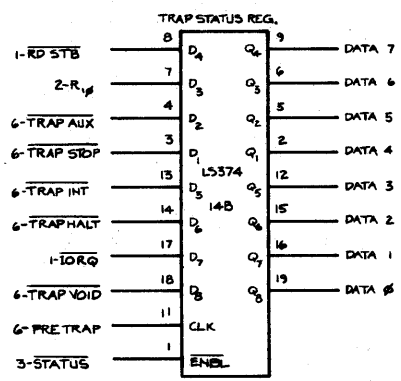 TRAP STATUS REG.
1-RD STB 8 D4 Q4 9 DATA 7
2-R,0 7 D3 Q3 6 DATA 6
6-TRAP AUX 4 D2 Q2 5 DATA 5
6-TRAP STOP 3 D1 Q1 2 DATA 4
LS374
6-TRAP INT 13 D5 Q5 12 DATA 3
14B
6-TRAP HALT 14 D6 Q6 15 DATA 2
1-IORQ 17 D7 Q7 16 DATA 1
6-TRAP VOID 18 D8 Q8 19 DATA 0
6-PRE TRAP 11 CLK
3-STATUS 1 ENBL